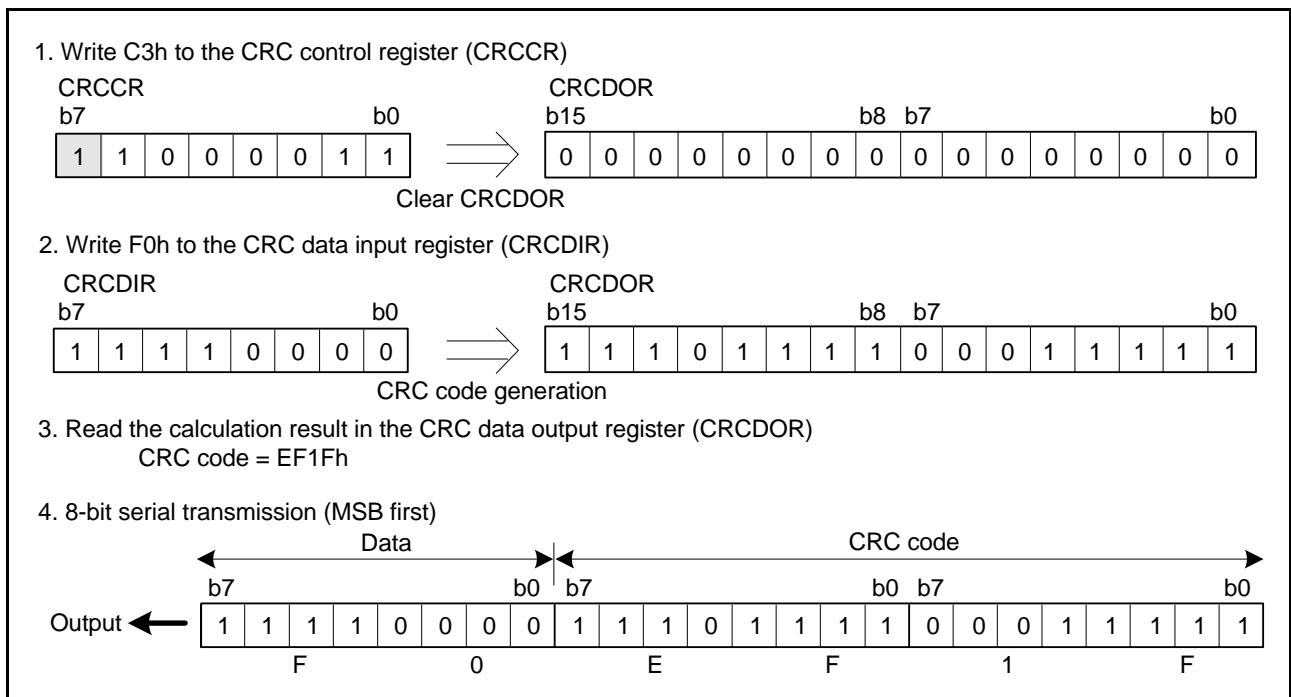 1. Write C3h to the CRC control register (CRCCR)
CRCCR CRCDOR
b7 b0 b15 b8 b7 b0
1 1 0 0 0 0 1 1 0 0 0 0 0 0 0 0 0 0 0 0 0 0 0 0
Clear CRCDOR
2. Write F0h to the CRC data input register (CRCDIR)
CRCDIR CRCDOR
b7 b0 b15 b8 b7 b0
1 1 1 1 0 0 0 0 1 1 1 0 1 1 1 1 0 0 0 1 1 1 1 1
CRC code generation
3. Read the calculation result in the CRC data output register (CRCDOR)
CRC code = EF1Fh
4. 8-bit serial transmission (MSB first)
Data CRC code
b7 b0 b7 b0 b7 b0
Output 1 1 1 1 0 0 0 0 1 1 1 0 1 1 1 1 0 0 0 1 1 1 1 1
F 0 E F 1 F